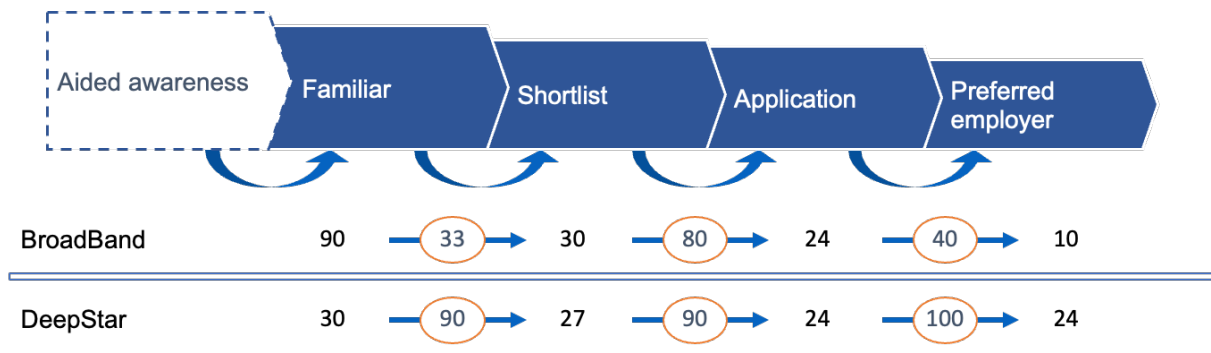 Aided awareness
Familiar
Shortlist
Application
Preferred
employer
BroadBand 90 33 30 80 24 40 10
DeepStar 30 90 27 90 24 100 24